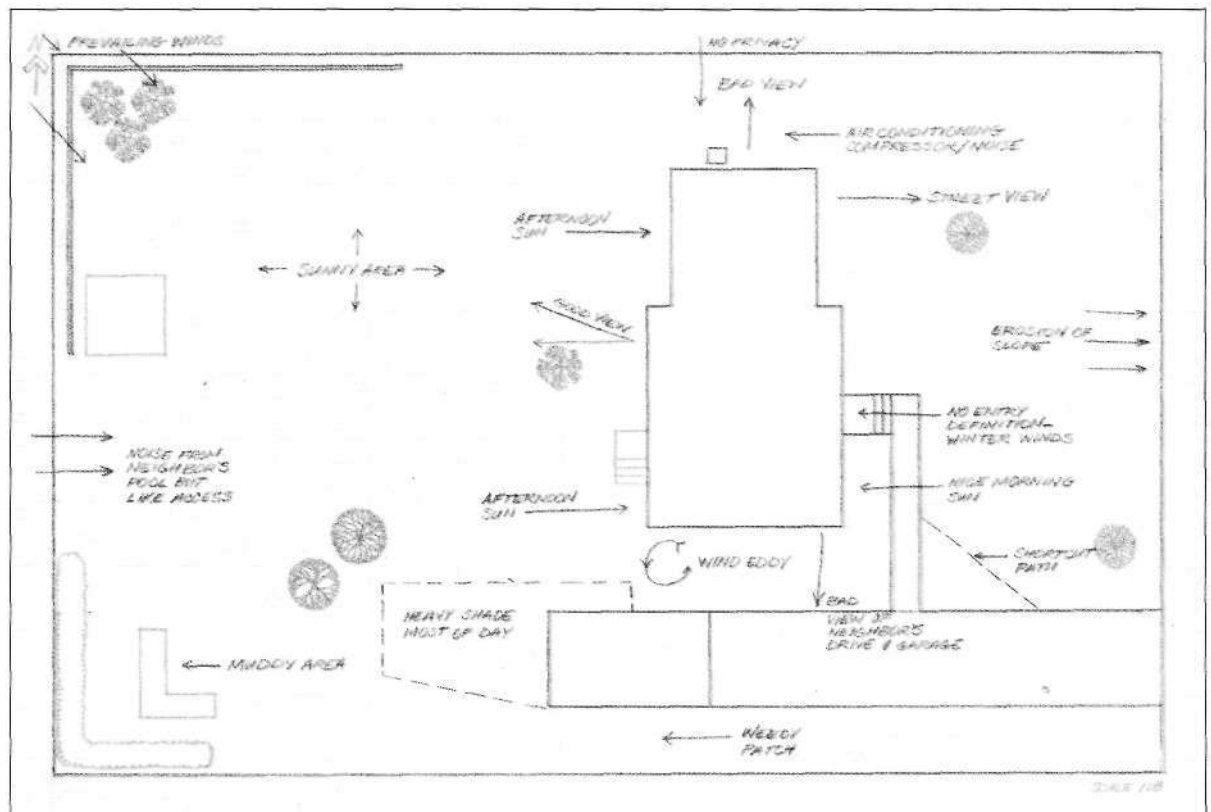 N
PREVAILING WINDS
NO PRIVACY
BAD VIEW
AIR CONDITIONING
COMPRESSOR/NOISE
STREET VIEW
AFTERNOON
SUN
SUNNY AREA
GOOD VIEW
EROSION OF
SLOPE
NO ENTRY
DEFINITION–
WINTER WINDS
NOISE FROM
NEIGHBOR'S
POOL BUT
LIKE ACCESS
NICE MORNING
SUN
AFTERNOON
SUN
WIND EDDY
SHORTCUT
PATH
HEAVY SHADE
MOST OF DAY
BAD
VIEW OF
NEIGHBOR'S
DRIVE & GARAGE
MUDDY AREA
WEEDY
PATCH
SCALE 1/8